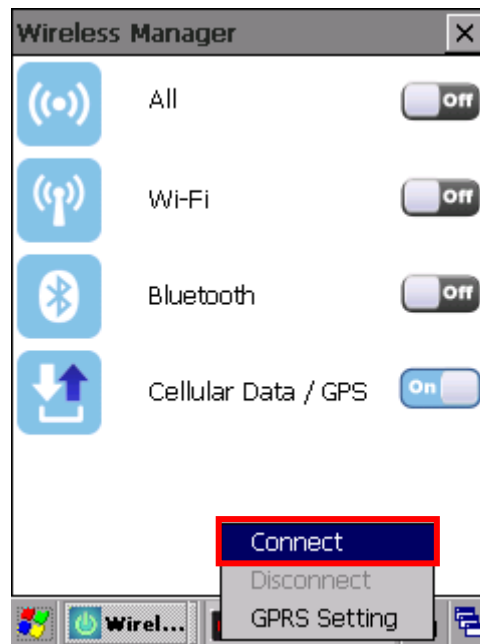 Wireless Manager
All
Off
Wi-Fi
Off
Bluetooth
Off
Cellular Data / GPS
On
Connect
Disconnect
GPRS Setting
Wirel...